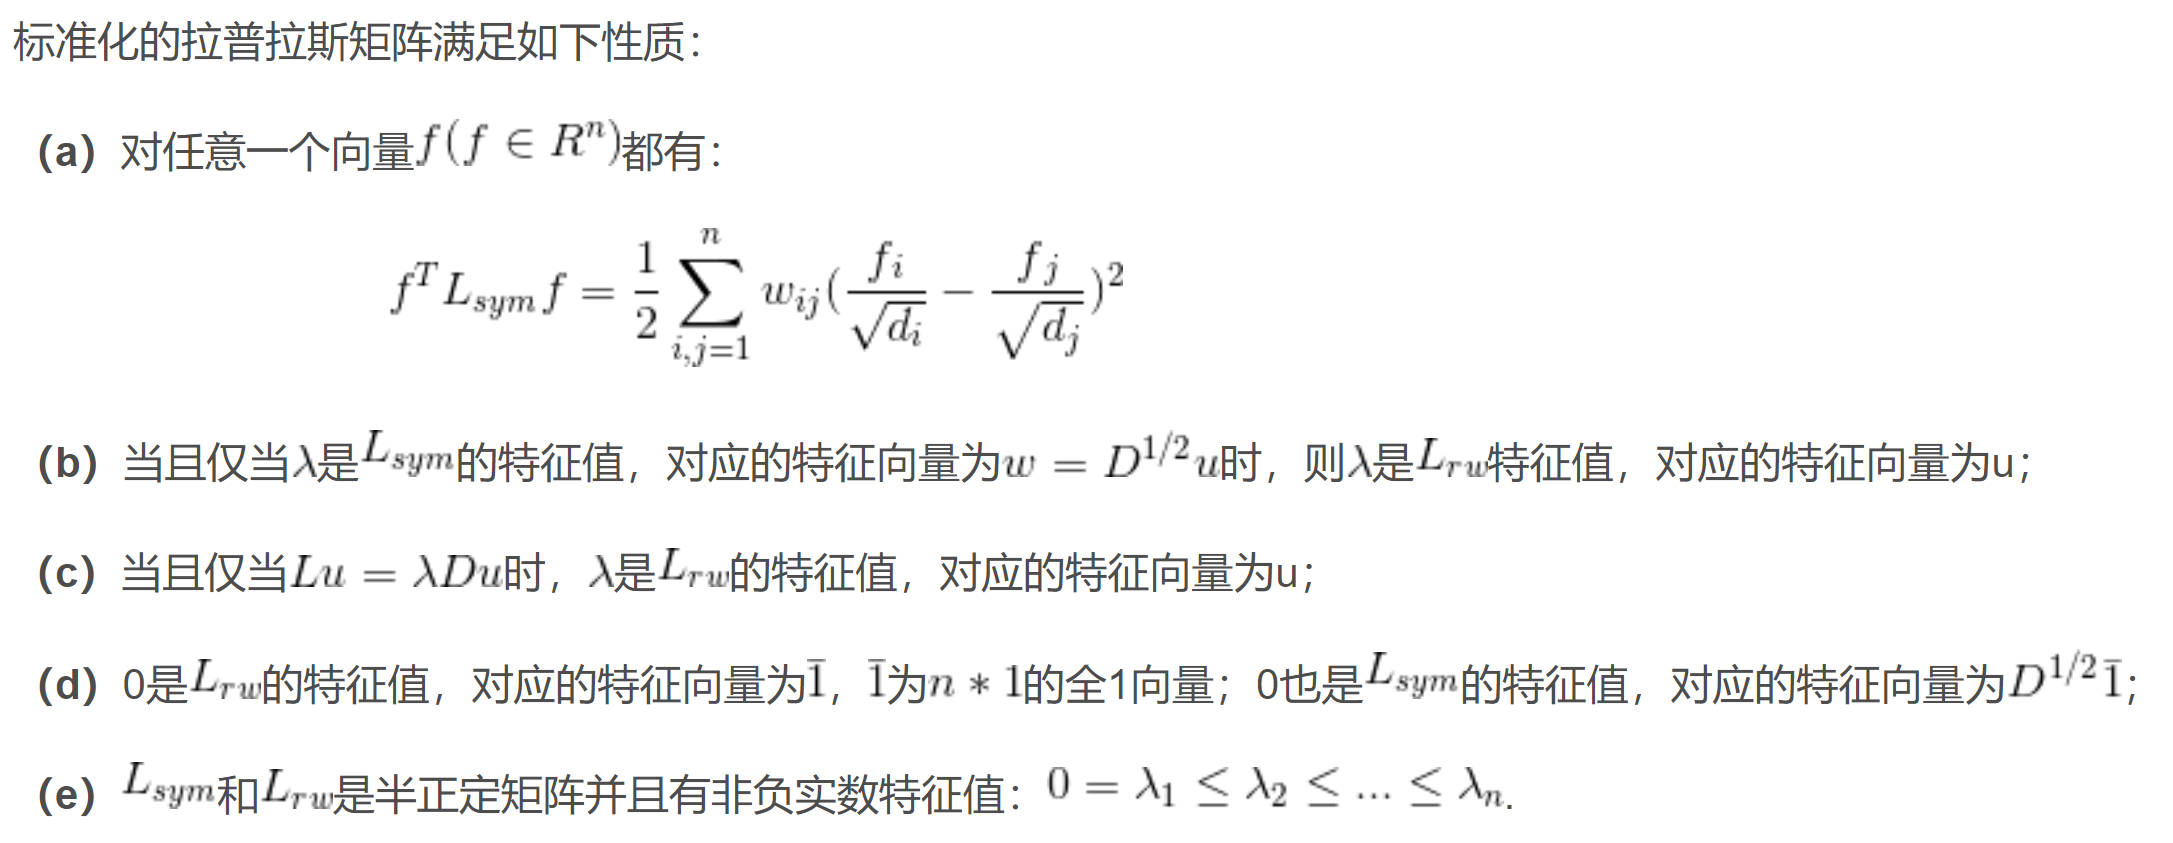 标准化的拉普拉斯矩阵满足如下性质：
（a）对任意一个向量f(f ∈ Rⁿ)都有：
$f^T L_{sym} f = \frac{1}{2} \sum_{i,j=1}^{n} w_{ij} (\frac{f_i}{\sqrt{d_i}} - \frac{f_j}{\sqrt{d_j}})^2$
（b）当且仅当λ是$L_{sym}$的特征值，对应的特征向量为$w = D^{1/2}u$时，则λ是$L_{rw}$特征值，对应的特征向量为u；
（c）当且仅当$Lu = λDu$时，λ是$L_{rw}$的特征值，对应的特征向量为u；
（d）0是$L_{rw}$的特征值，对应的特征向量为$\bar{1}$，$\bar{1}$为$n * 1$的全1向量；0也是$L_{sym}$的特征值，对应的特征向量为$D^{1/2}\bar{1}$；
（e）$L_{sym}$和$L_{rw}$是半正定矩阵并且有非负实数特征值：$0 = λ_1 ≤ λ_2 ≤ ... ≤ λ_n$.